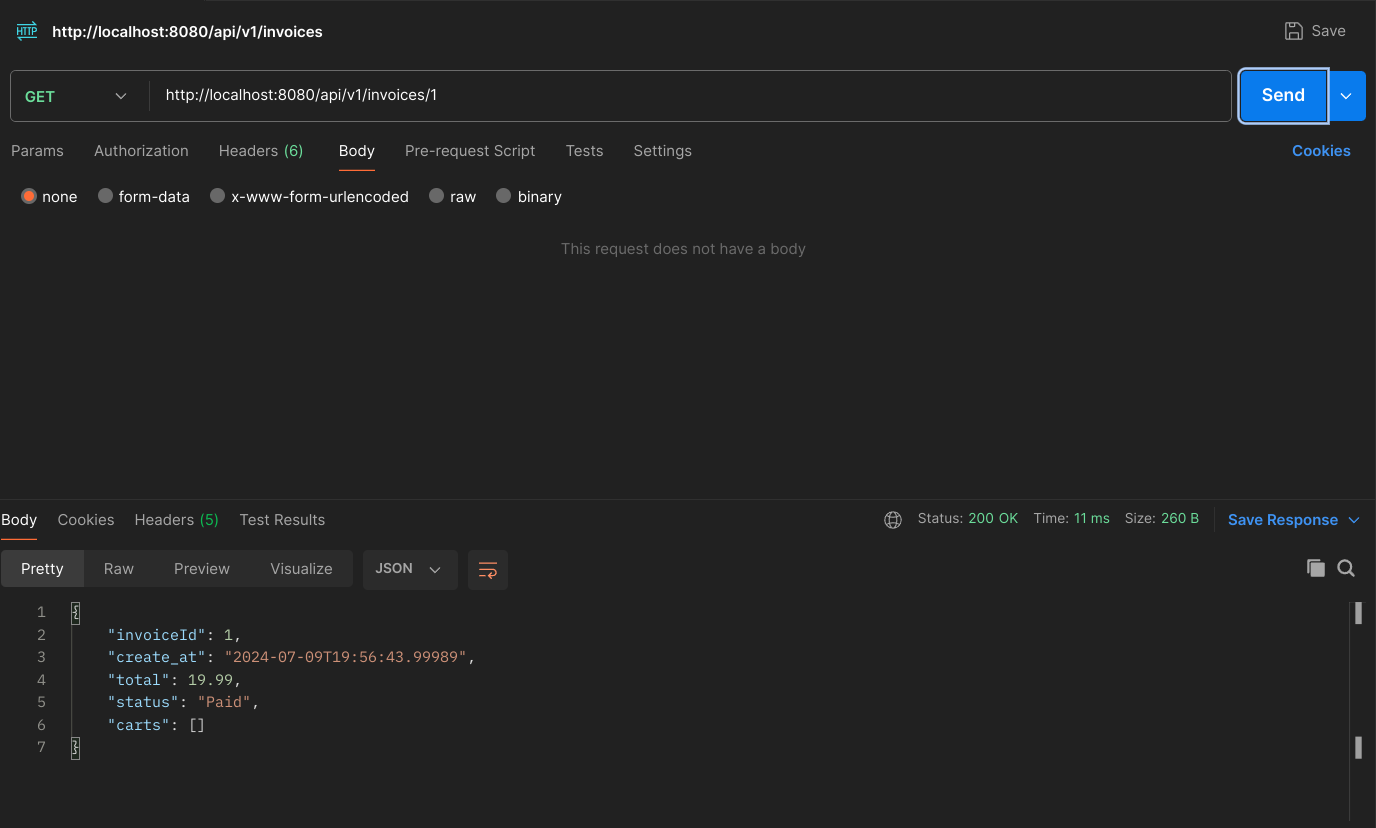 HTTP http://localhost:8080/api/v1/invoices Save
GET http://localhost:8080/api/v1/invoices/1 Send
Params Authorization Headers (6) Body Pre-request Script Tests Settings Cookies
none form-data x-www-form-urlencoded raw binary
This request does not have a body
Body Cookies Headers (5) Test Results Status: 200 OK Time: 11 ms Size: 260 B Save Response
Pretty Raw Preview Visualize JSON
1 {
2 "invoiceId": 1,
3 "create_at": "2024-07-09T19:56:43.99989",
4 "total": 19.99,
5 "status": "Paid",
6 "carts": []
7 }